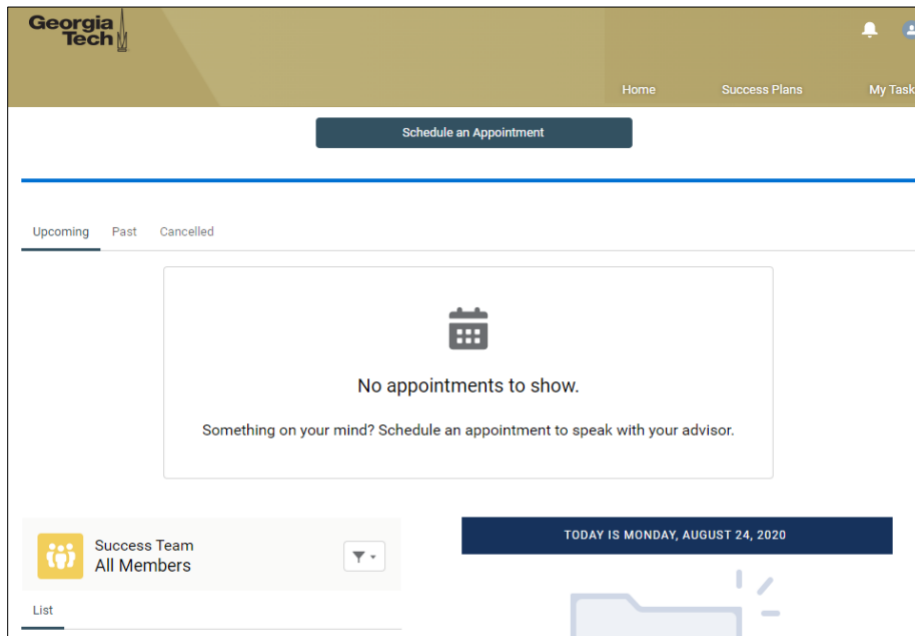 Georgia
Tech
Home Success Plans My Task
Schedule an Appointment
Upcoming Past Cancelled
No appointments to show.
Something on your mind? Schedule an appointment to speak with your advisor.
Success Team
All Members
TODAY IS MONDAY, AUGUST 24, 2020
List